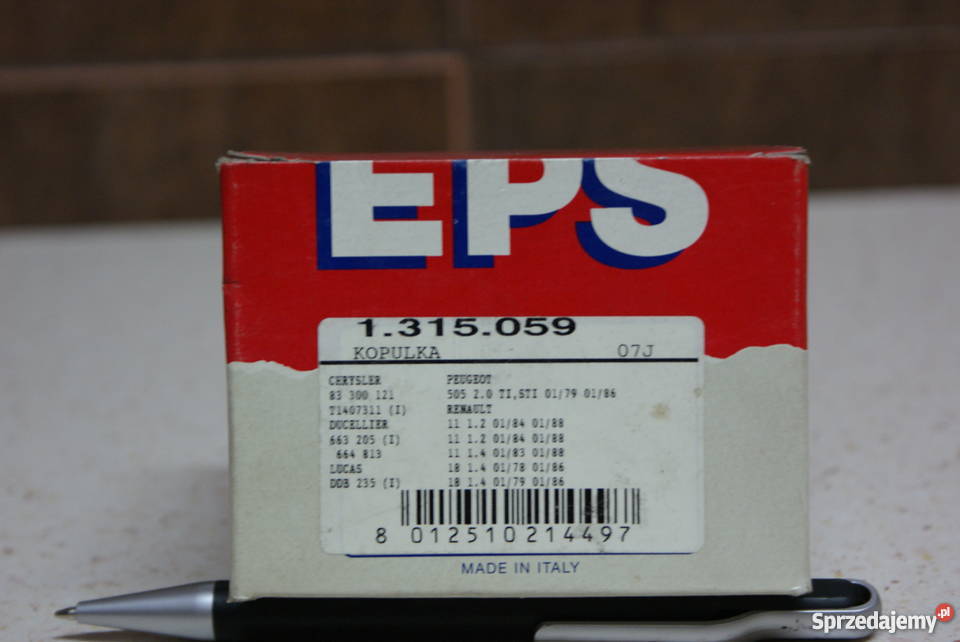 EPS
1.315.059
KOPULKA 07J
CHRYSLER PEUGEOT
83 300 121 505 2.0 TI,STI 01/79 01/86
T1407311 (I) RENAULT
DUCELLIER 11 1.2 01/84 01/88
663 205 (I) 11 1.2 01/84 01/88
664 813 11 1.4 01/83 01/88
LUCAS 18 1.4 01/78 01/86
DDB 235 (I) 18 1.4 01/79 01/86
8 012510 214497
MADE IN ITALY
Sprzedajemy.pl